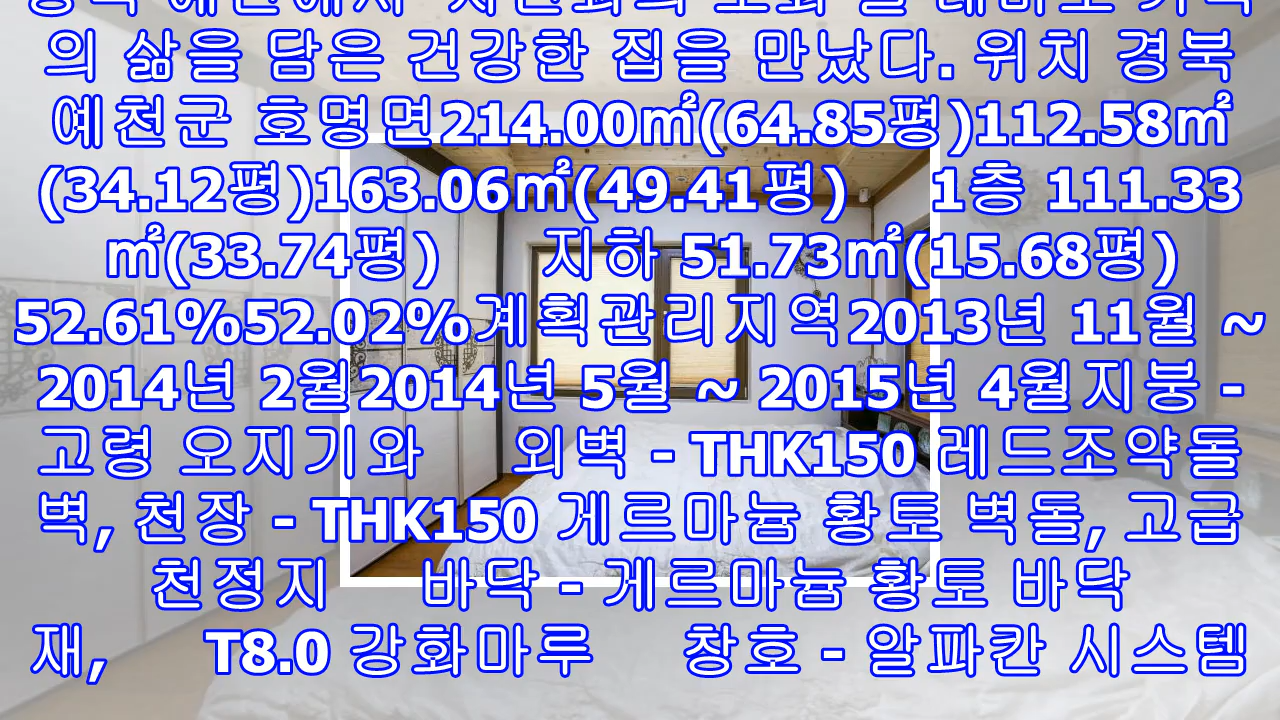 의 삶을 담은 건강한 집을 만났다. 위치 경북
예천군 호명면214.00㎡(64.85평)112.58㎡
(34.12평)163.06㎡(49.41평) 1층 111.33
㎡(33.74평) 지하 51.73㎡(15.68평)
52.61%52.02%계획관리지역2013년 11월 ~
2014년 2월2014년 5월 ~ 2015년 4월지붕 -
고령 오지기와 외벽 - THK150 레드조약돌
벽, 천장 - THK150 게르마늄 황토 벽돌, 고급
천정지 바닥 - 게르마늄 황토 바닥
재, T8.0 강화마루 창호 - 알파칸 시스템